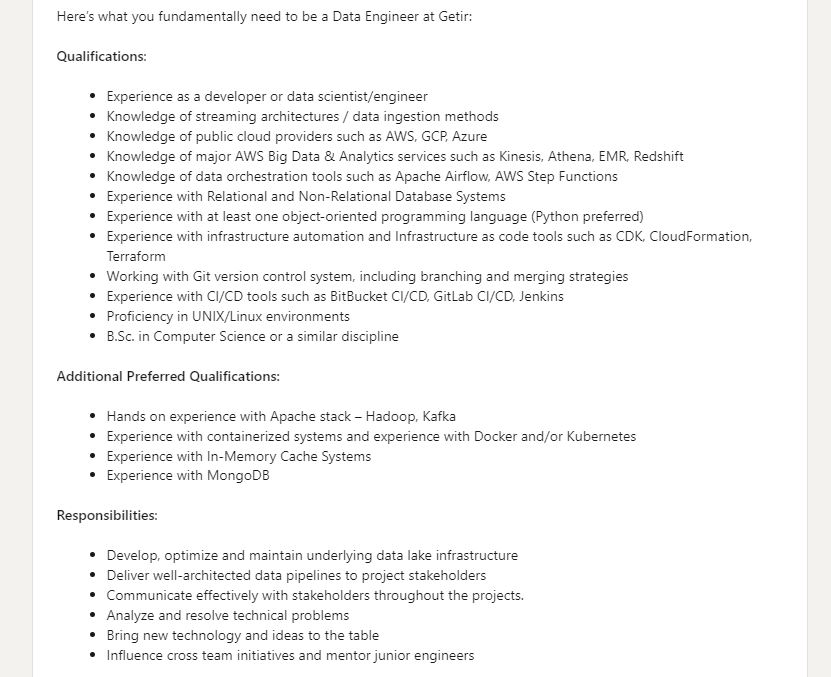 Here's what you fundamentally need to be a Data Engineer at Getir:
Qualifications:
• Experience as a developer or data scientist/engineer
• Knowledge of streaming architectures / data ingestion methods
• Knowledge of public cloud providers such as AWS, GCP, Azure
• Knowledge of major AWS Big Data & Analytics services such as Kinesis, Athena, EMR, Redshift
• Knowledge of data orchestration tools such as Apache Airflow, AWS Step Functions
• Experience with Relational and Non-Relational Database Systems
• Experience with at least one object-oriented programming language (Python preferred)
• Experience with infrastructure automation and Infrastructure as code tools such as CDK, CloudFormation,
Terraform
• Working with Git version control system, including branching and merging strategies
• Experience with CI/CD tools such as BitBucket CI/CD, GitLab CI/CD, Jenkins
• Proficiency in UNIX/Linux environments
• B.Sc. in Computer Science or a similar discipline
Additional Preferred Qualifications:
• Hands on experience with Apache stack – Hadoop, Kafka
• Experience with containerized systems and experience with Docker and/or Kubernetes
• Experience with In-Memory Cache Systems
• Experience with MongoDB
Responsibilities:
• Develop, optimize and maintain underlying data lake infrastructure
• Deliver well-architected data pipelines to project stakeholders
• Communicate effectively with stakeholders throughout the projects.
• Analyze and resolve technical problems
• Bring new technology and ideas to the table
• Influence cross team initiatives and mentor junior engineers